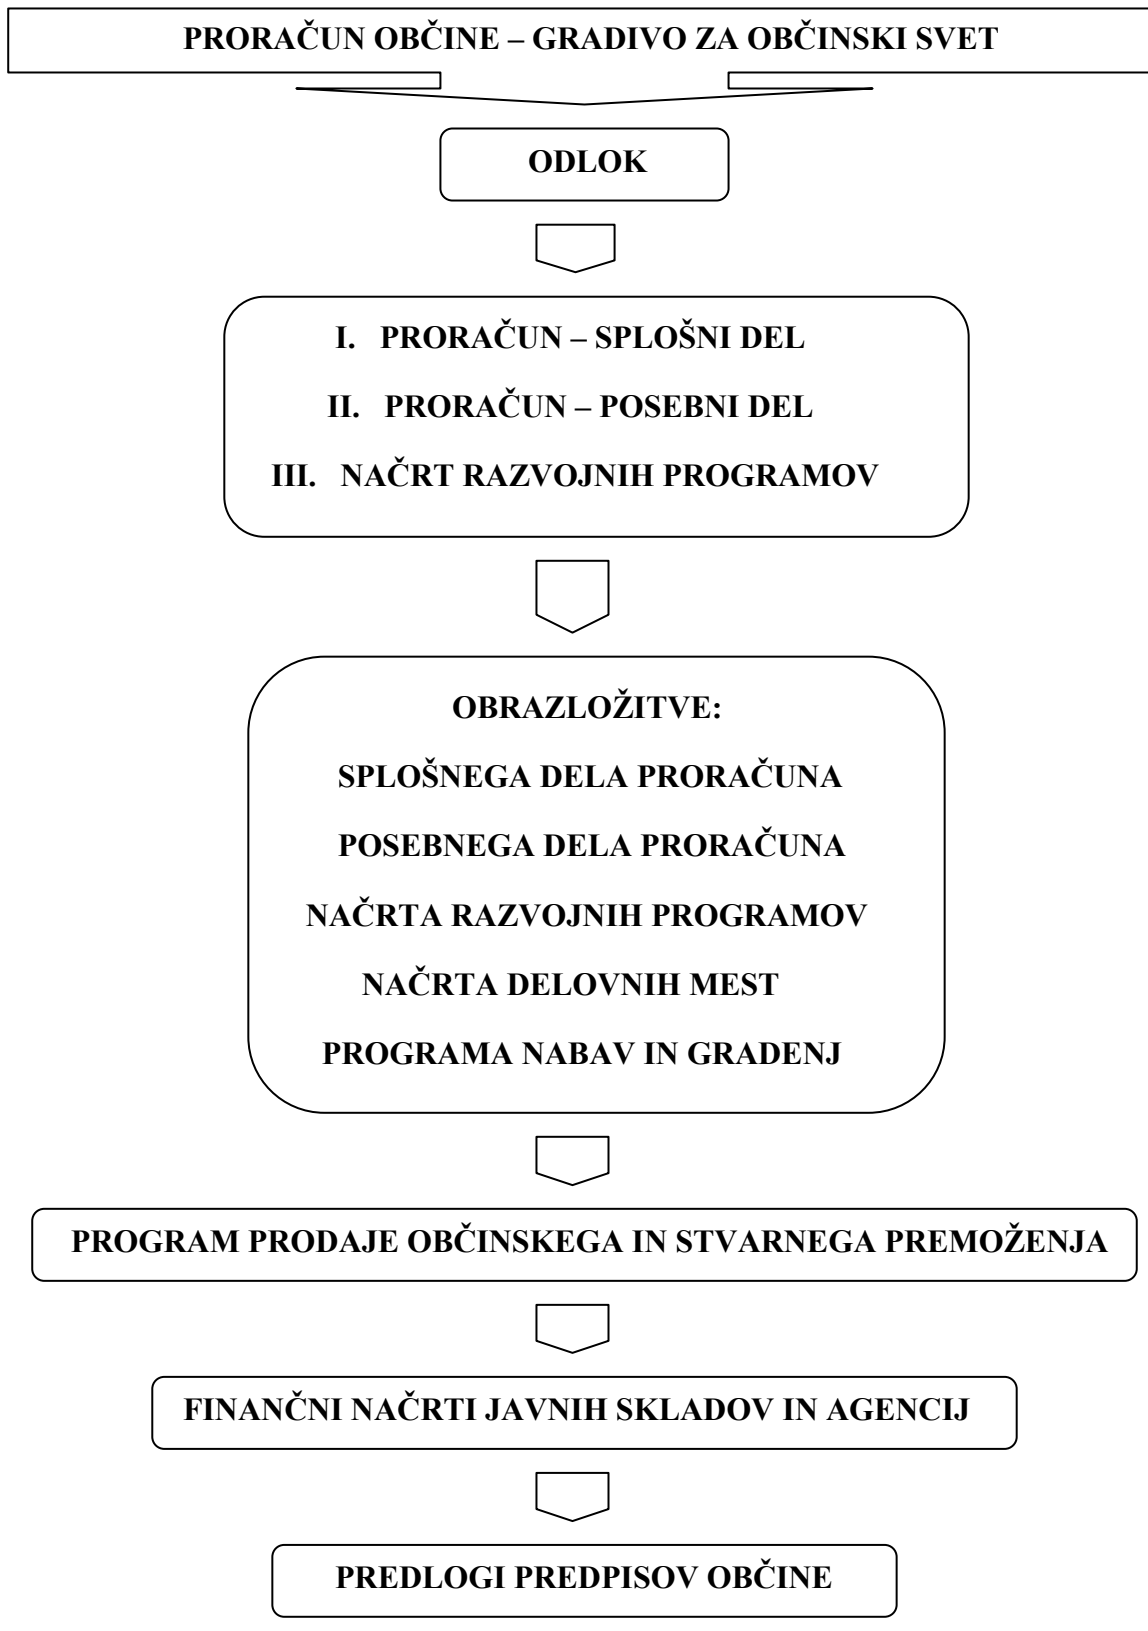 PRORAČUN OBČINE – GRADIVO ZA OBČINSKI SVET
ODLOK
I. PRORAČUN – SPLOŠNI DEL
II. PRORAČUN – POSEBNI DEL
III. NAČRT RAZVOJNIH PROGRAMOV
OBRAZLOŽITVE:
SPLOŠNEGA DELA PRORAČUNA
POSEBNEGA DELA PRORAČUNA
NAČRTA RAZVOJNIH PROGRAMOV
NAČRTA DELOVNIH MEST
PROGRAMA NABAV IN GRADENJ
PROGRAM PRODAJE OBČINSKEGA IN STVARNEGA PREMOŽENJA
FINANČNI NAČRTI JAVNIH SKLADOV IN AGENCIJ
PREDLOGI PREDPISOV OBČINE